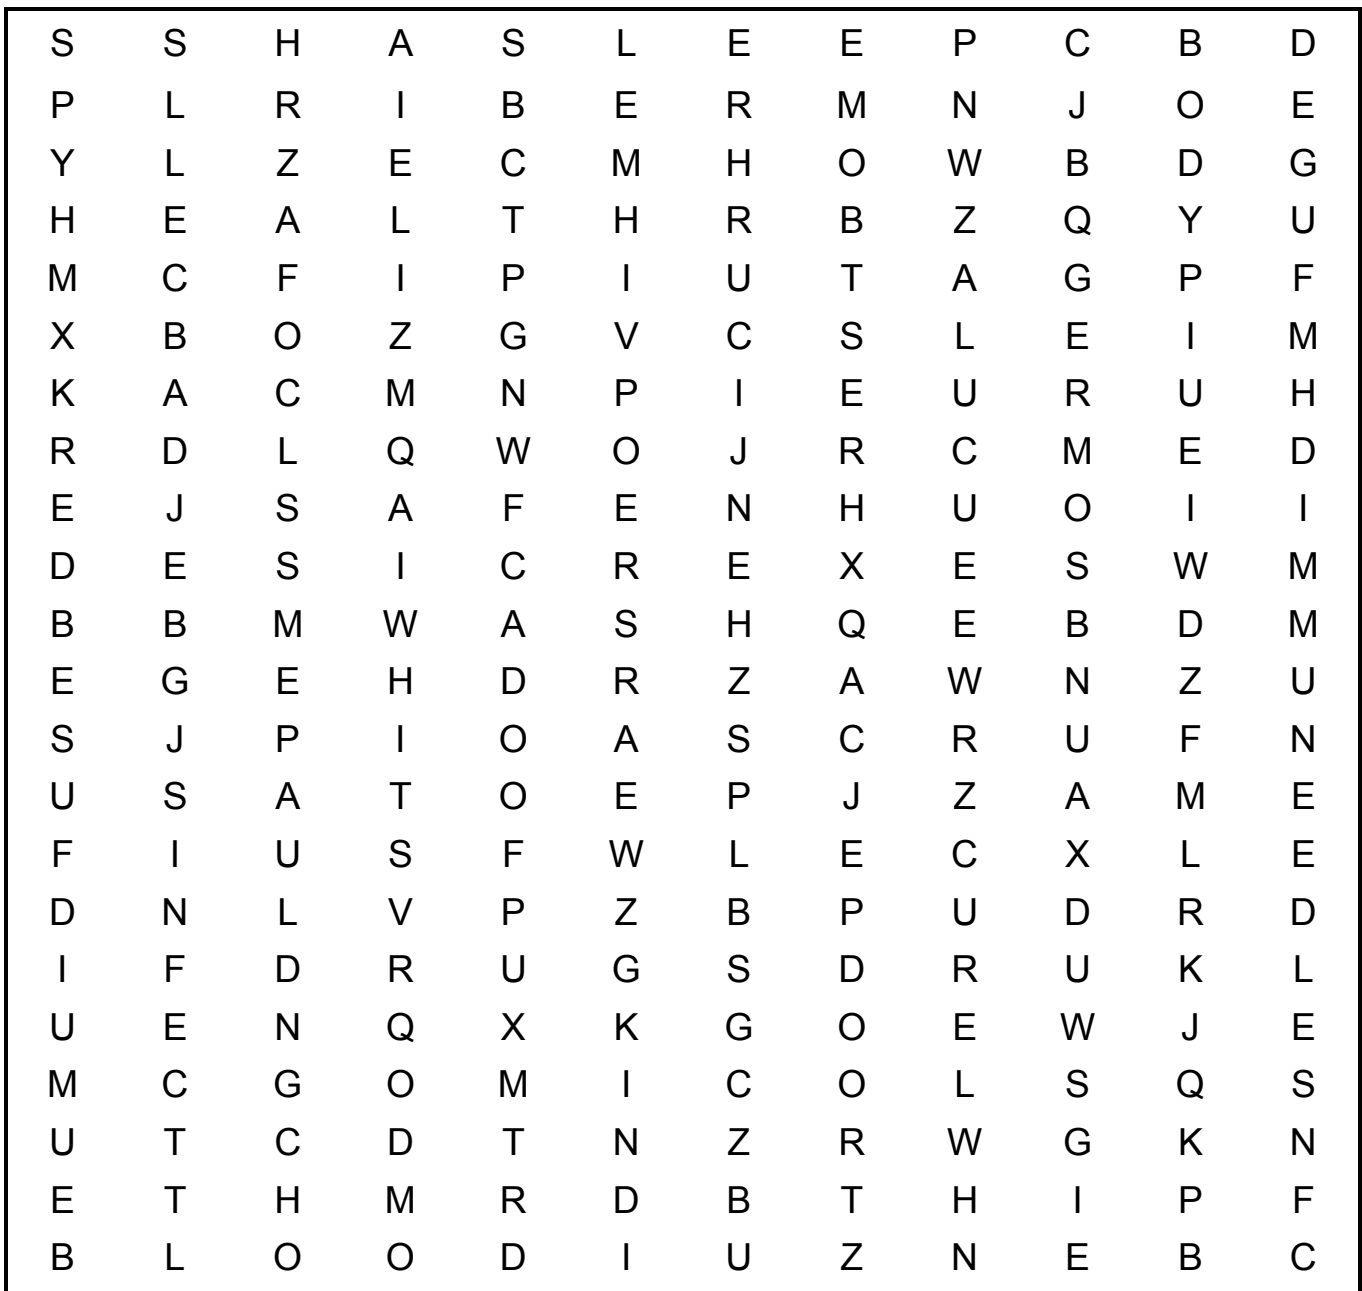 S S H A S L E E P C B D
P L R I B E R M N J O E
Y L Z E C M H O W B D G
H E A L T H R B Z Q Y U
M C F I P I U T A G P F
X B O Z G V C S L E I M
K A C M N P I E U R U H
R D L Q W O J R C M E D
E J S A F E N H U O I I
D E S I C R E X E S W M
B B M W A S H Q E B D M
E G E H D R Z A W N Z U
S J P I O A S C R U F N
U S A T O E P J Z A M E
F I U S F W L E C X L E
D N L V P Z B P U D R D
I F D R U G S D R U K L
U E N Q X K G O E W J E
M C G O M I C O L S Q S
U T C D T N Z R W G K N
E T H M R D B T H I P F
B L O O D I U Z N E B C